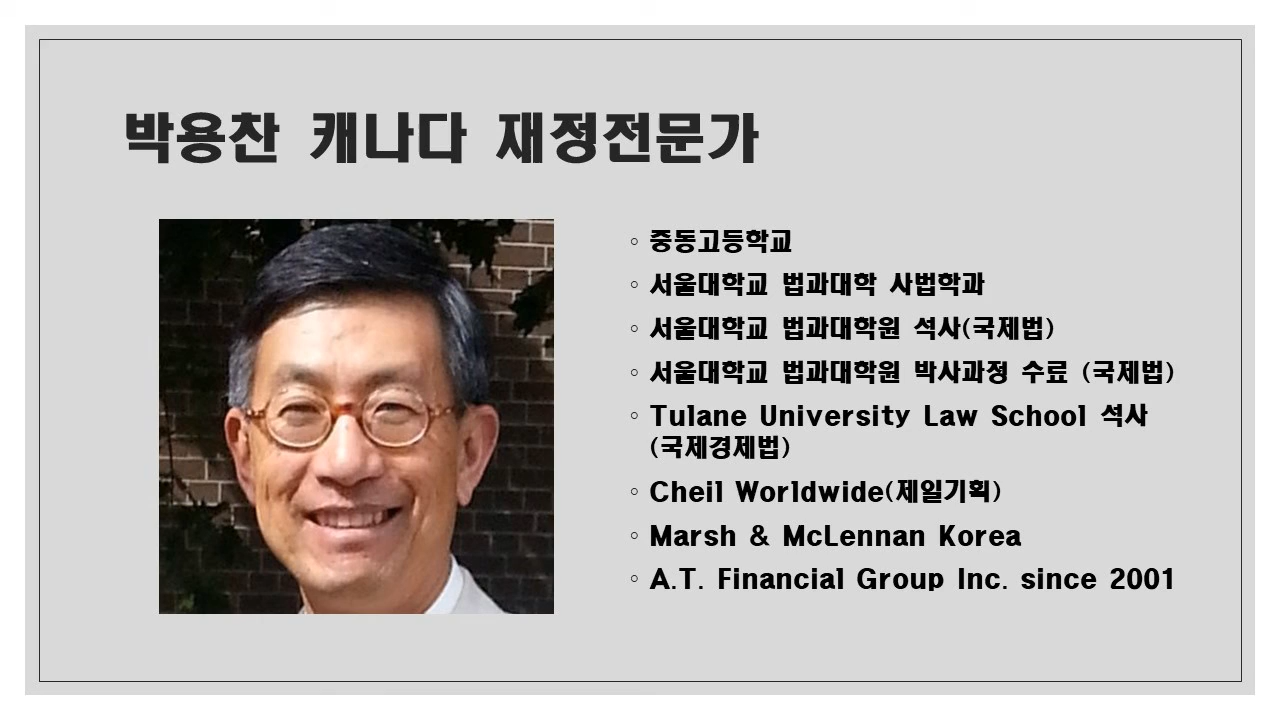 박용찬 캐나다 재정전문가
중동고등학교
서울대학교 법과대학 사법학과
서울대학교 법과대학원 석사(국제법)
서울대학교 법과대학원 박사과정 수료 (국제법)
Tulane University Law School 석사
(국제경제법)
Cheil Worldwide(제일기획)
Marsh & McLennan Korea
A.T. Financial Group Inc. since 2001